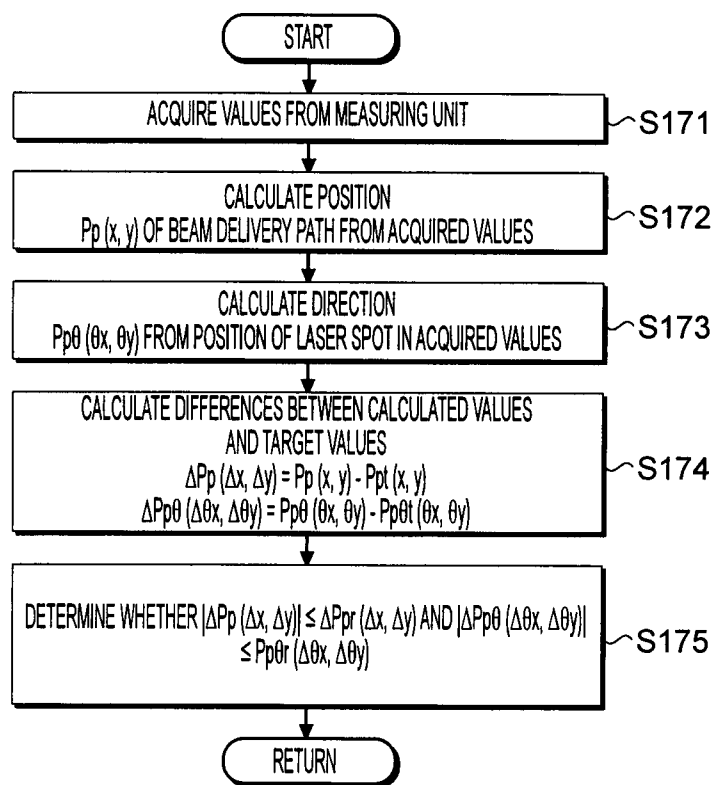 START
ACQUIRE VALUES FROM MEASURING UNIT
S171
CALCULATE POSITION
Pp (x, y) OF BEAM DELIVERY PATH FROM ACQUIRED VALUES
S172
CALCULATE DIRECTION
Ppθ (θx, θy) FROM POSITION OF LASER SPOT IN ACQUIRED VALUES
S173
CALCULATE DIFFERENCES BETWEEN CALCULATED VALUES
AND TARGET VALUES
ΔPp (Δx, Δy) = Pp (x, y) - Ppt (x, y)
ΔPpθ (Δθx, Δθy) = Ppθ (θx, θy) - Ppθt (θx, θy)
S174
DETERMINE WHETHER |ΔPp (Δx, Δy)| ≤ ΔPpr (Δx, Δy) AND |ΔPpθ (Δθx, Δθy)|
≤ Ppθr (Δθx, Δθy)
S175
RETURN